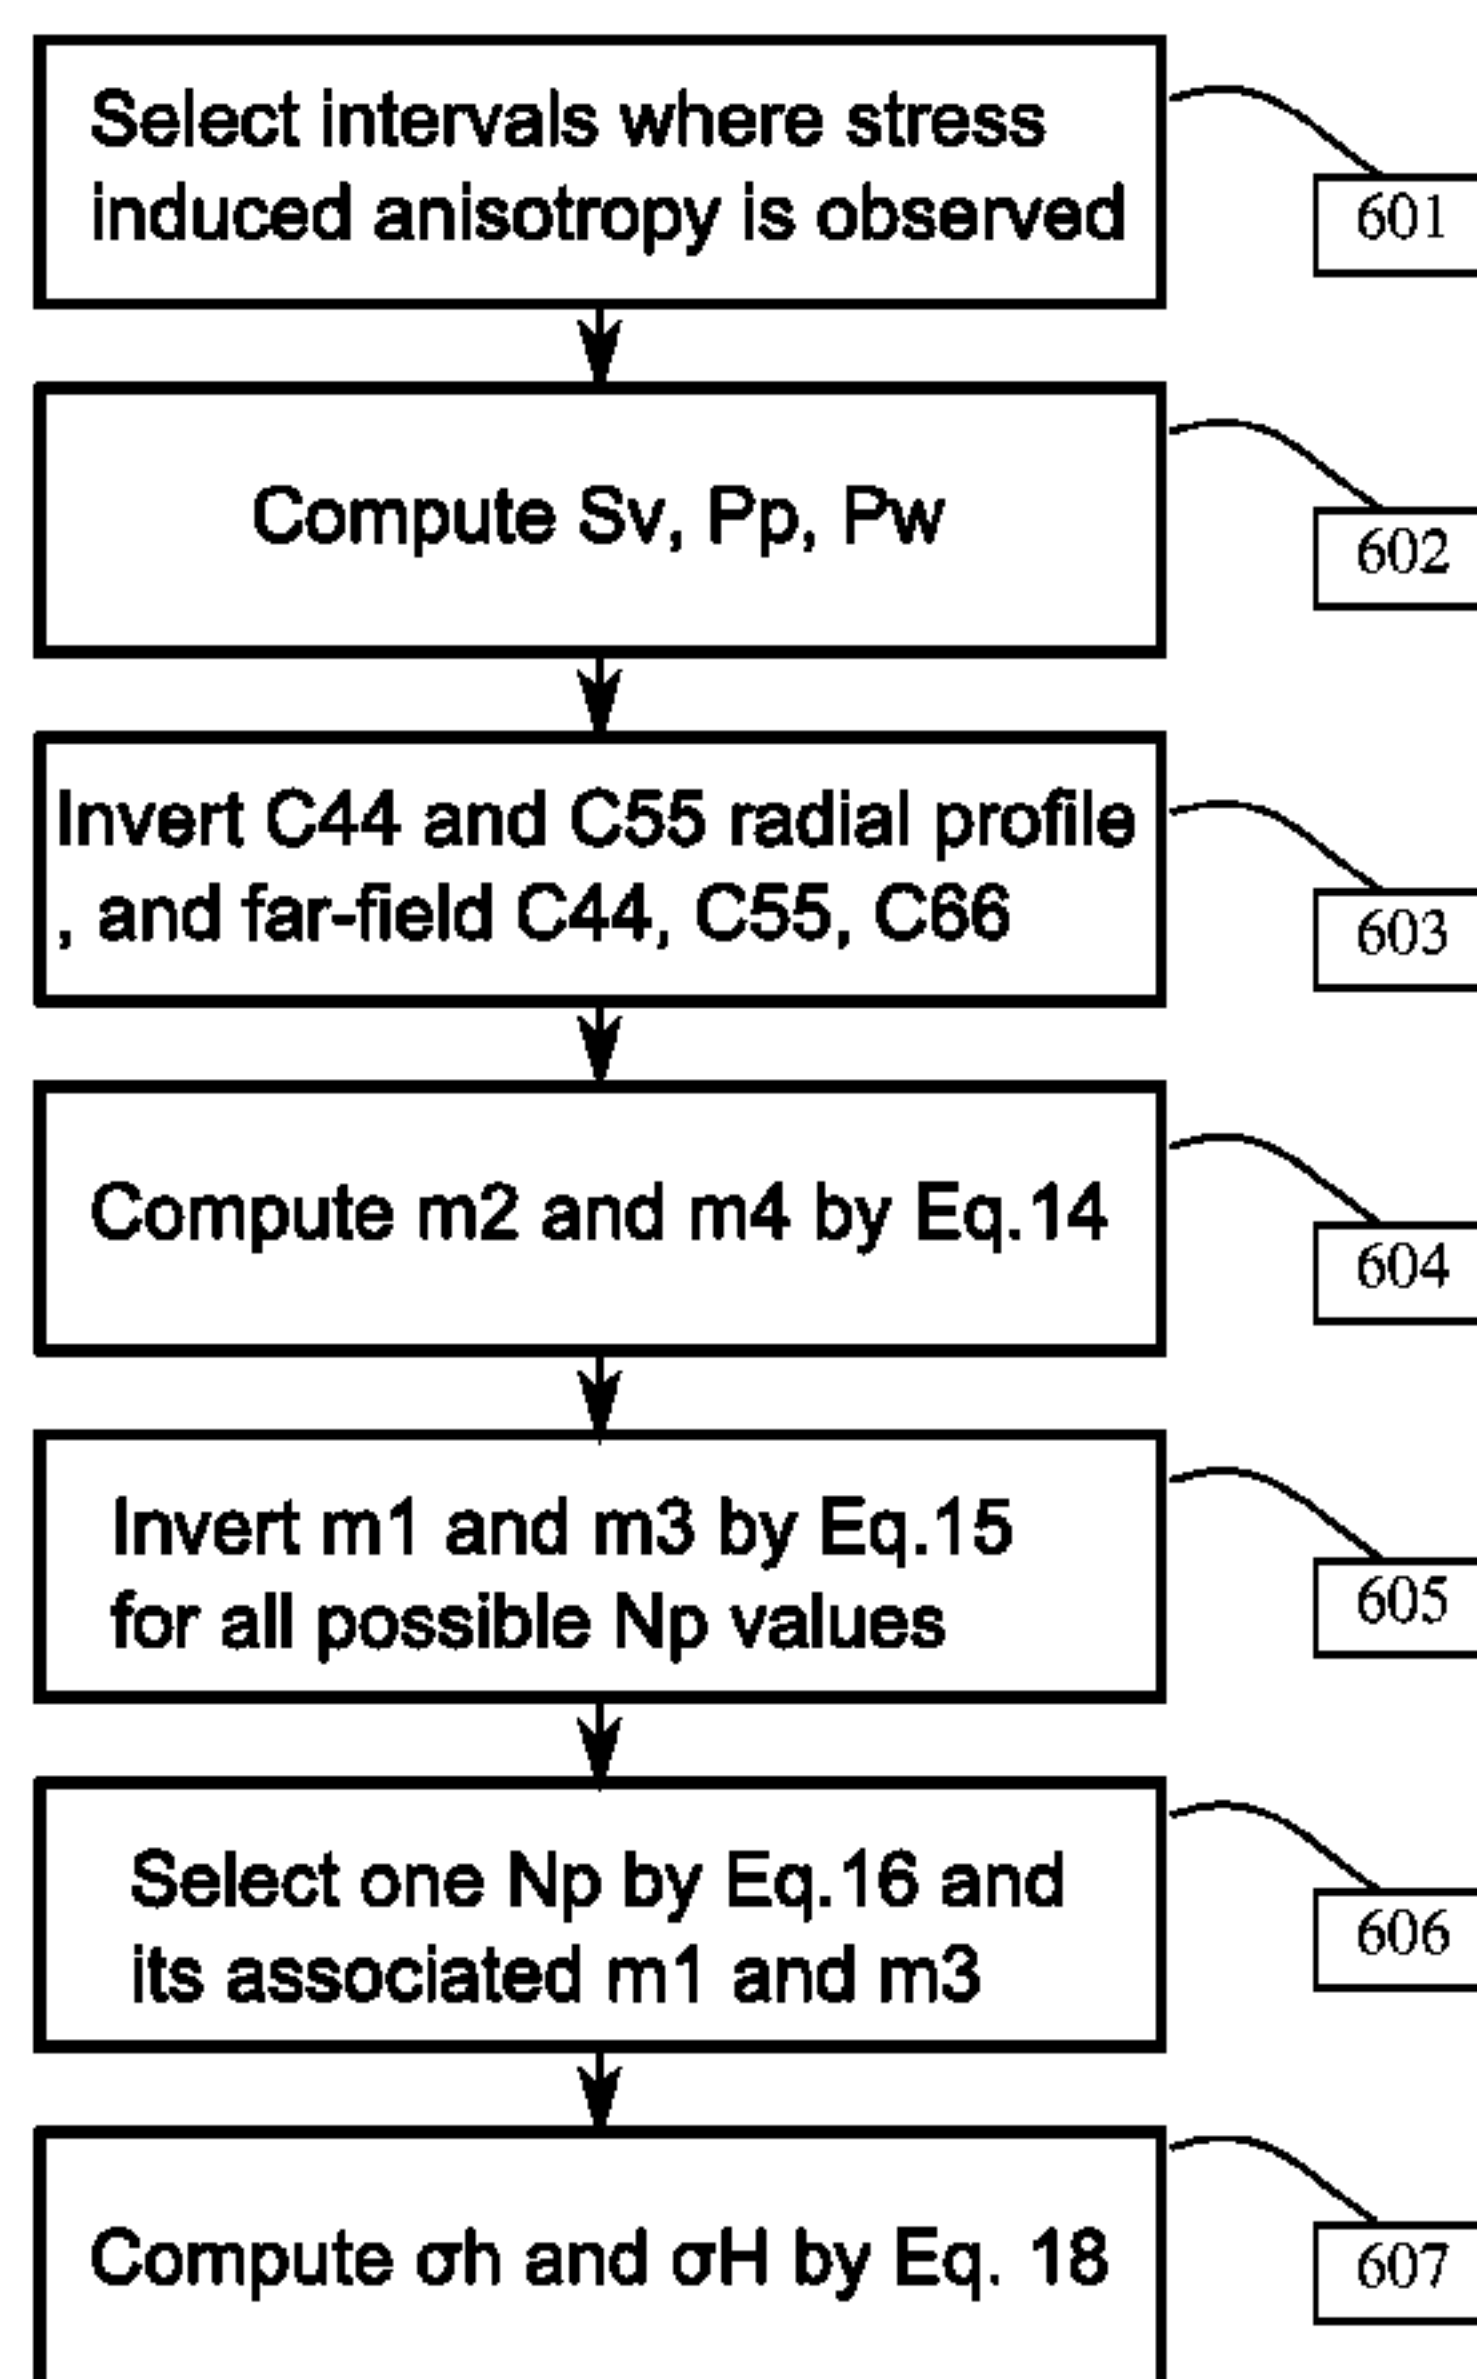 Select intervals where stress
induced anisotropy is observed
601
Compute Sv, Pp, Pw
602
Invert C44 and C55 radial profile
, and far-field C44, C55, C66
603
Compute m2 and m4 by Eq.14
604
Invert m1 and m3 by Eq.15
for all possible Np values
605
Select one Np by Eq.16 and
its associated m1 and m3
606
Compute σh and σH by Eq. 18
607